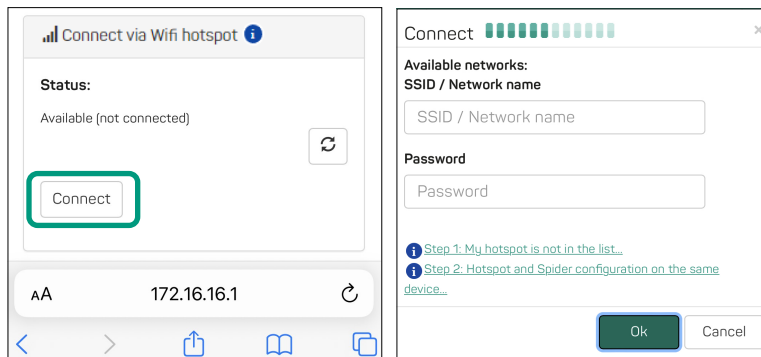 Connect via Wifi hotspot
Status:
Available (not connected)
Connect
AA
172.16.16.1
Connect
Available networks:
SSID / Network name
SSID / Network name
Password
Password
Step 1: My hotspot is not in the list...
Step 2: Hotspot and Spider configuration on the same
device...
Ok
Cancel